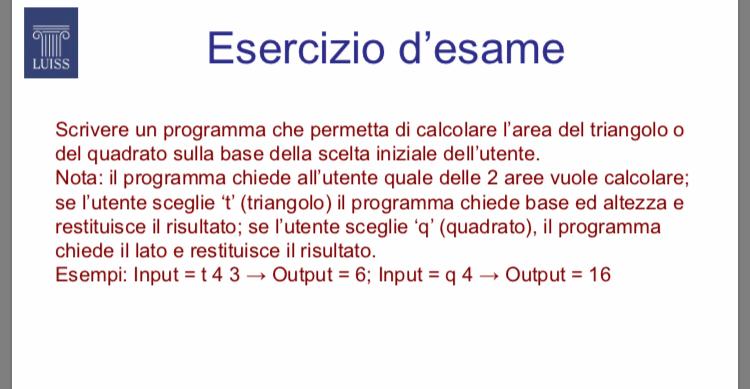 LUISS
Esercizio d’esame
Scrivere un programma che permetta di calcolare l’area del triangolo o
del quadrato sulla base della scelta iniziale dell’utente.
Nota: il programma chiede all’utente quale delle 2 aree vuole calcolare;
se l’utente sceglie ‘t’ (triangolo) il programma chiede base ed altezza e
restituisce il risultato; se l’utente sceglie ‘q’ (quadrato), il programma
chiede il lato e restituisce il risultato.
Esempi: Input = t 4 3 → Output = 6; Input = q 4 → Output = 16